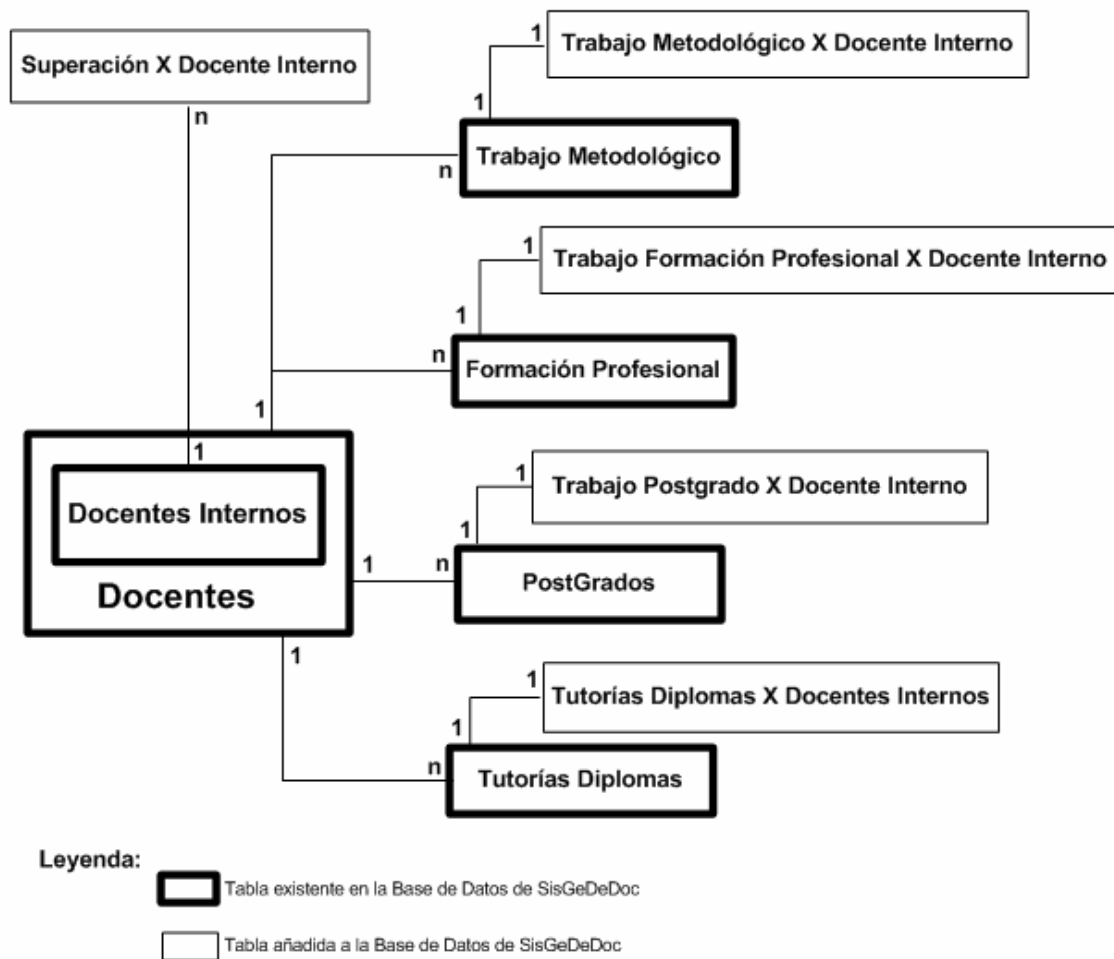 1
Trabajo Metodológico X Docente Interno
Superación X Docente Interno
n
1
Trabajo Metodológico
n
1
Trabajo Formación Profesional X Docente Interno
1
n
Formación Profesional
1
1
Docentes Internos
Docentes
1
Trabajo Postgrado X Docente Interno
1
1
n
PostGrados
1
1
Tutorías Diplomas X Docentes Internos
1
n
Tutorías Diplomas
Leyenda:
Tabla existente en la Base de Datos de SisGeDeDoc
Tabla añadida a la Base de Datos de SisGeDeDoc